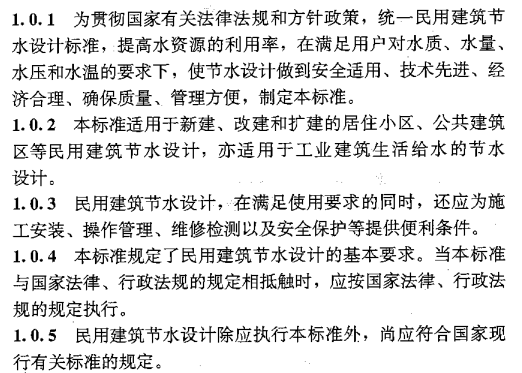 1.0.1 为贯彻国家有关法律法规和方针政策，统一民用建筑节
水设计标准，提高水资源的利用率，在满足用户对水质、水量、
水压和水温的要求下，使节水设计做到安全适用、技术先进、经
济合理、确保质量、管理方便，制定本标准。
1.0.2 本标准适用于新建、改建和扩建的居住小区、公共建筑
区等民用建筑节水设计，亦适用于工业建筑生活给水的节水
设计。
1.0.3 民用建筑节水设计，在满足使用要求的同时，还应为施
工安装、操作管理、维修检测以及安全保护等提供便利条件。
1.0.4 本标准规定了民用建筑节水设计的基本要求。当本标准
与国家法律、行政法规的规定相抵触时，应按国家法律、行政法
规的规定执行。
1.0.5 民用建筑节水设计除应执行本标准外，尚应符合国家现
行有关标准的规定。